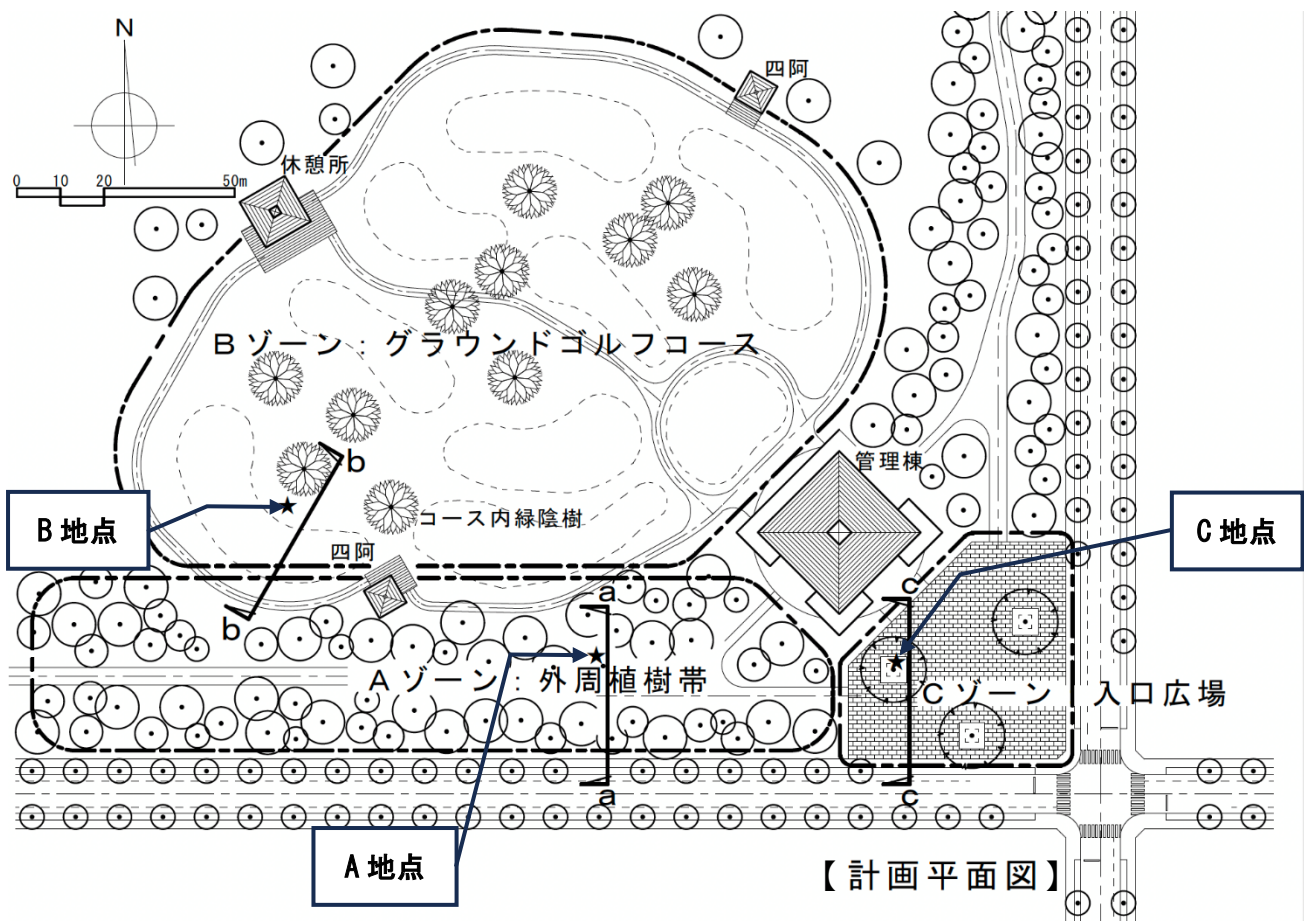 N
四阿
休憩所
0 10 20 50m
Bゾーン：グラウンドゴルフコース
b
管理棟
B地点
コース内緑陰樹
C地点
四阿
c
a
b
Aゾーン：外周植樹帯
Cゾーン 入口広場
a
c
A地点
【計画平面図】